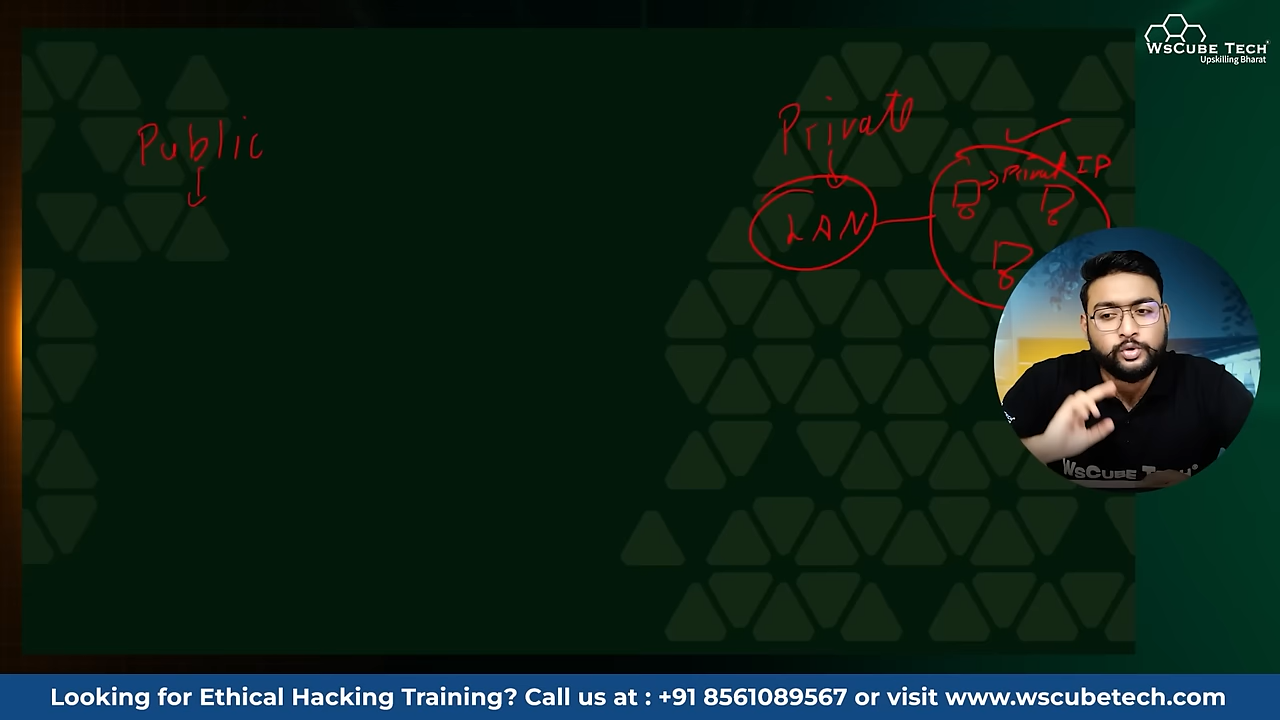 WsCube Tech
Upskilling Bharat
Public
Private
Private IP
LAN
WsCube Tech
Looking for Ethical Hacking Training? Call us at : +91 8561089567 or visit www.wscubetech.com